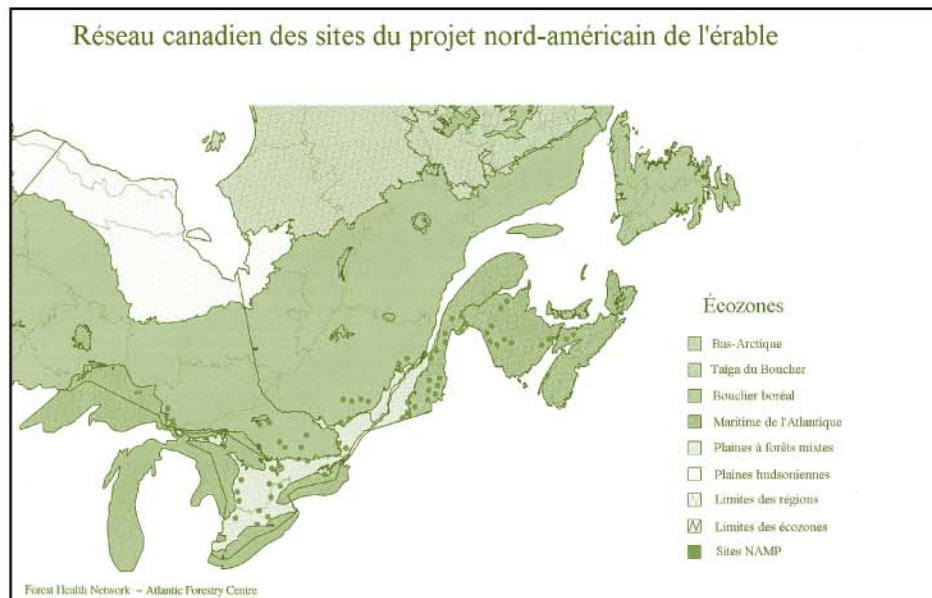 Réseau canadien des sites du projet nord-américain de l'érable
Écozones
Bas-Arctique
Taïga du Boucher
Bouclier boréal
Maritime de l'Atlantique
Plaines à forêts mixtes
Plaines hudsoniennes
Limites des régions
Limites des écozones
Sites NAMP
Forest Health Network – Atlantic Forestry Centre